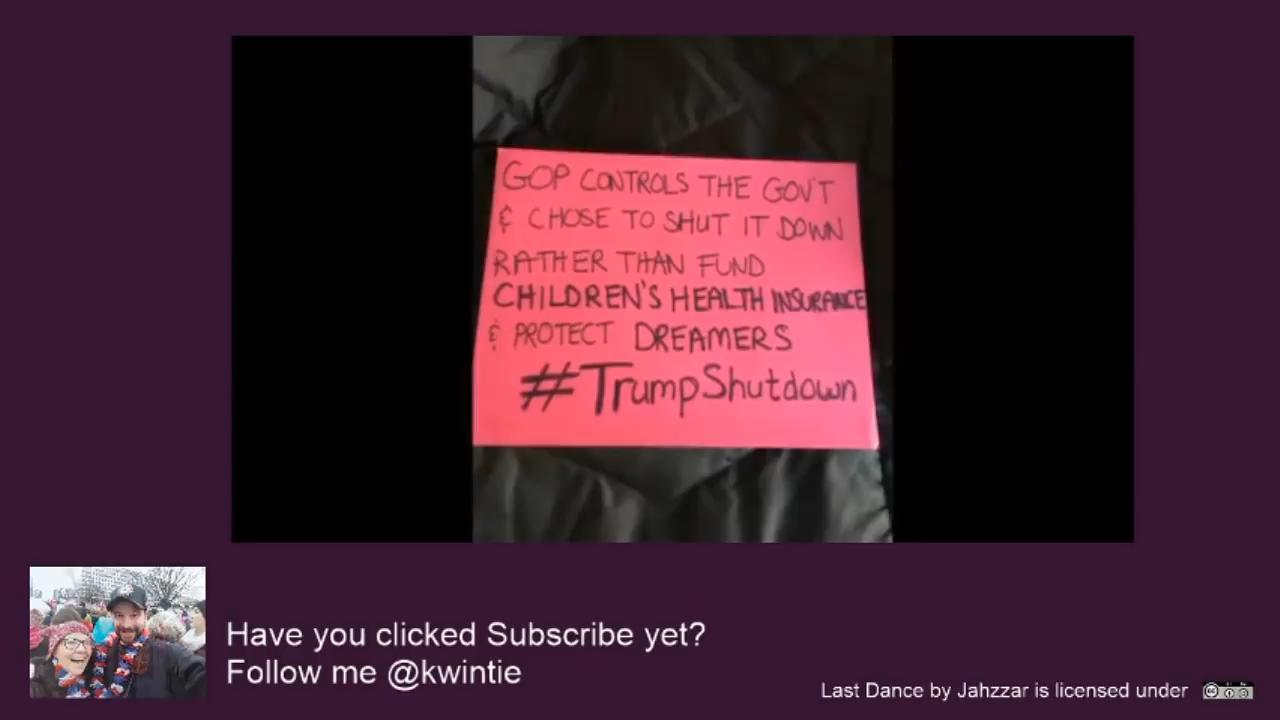 GOP CONTROLS THE GOV'T
& CHOSE TO SHUT IT DOWN
RATHER THAN FUND
CHILDREN'S HEALTH INSURANCE
& PROTECT DREAMERS
#TrumpShutdown
Have you clicked Subscribe yet?
Follow me @kwintie
Last Dance by Jahzzar is licensed under